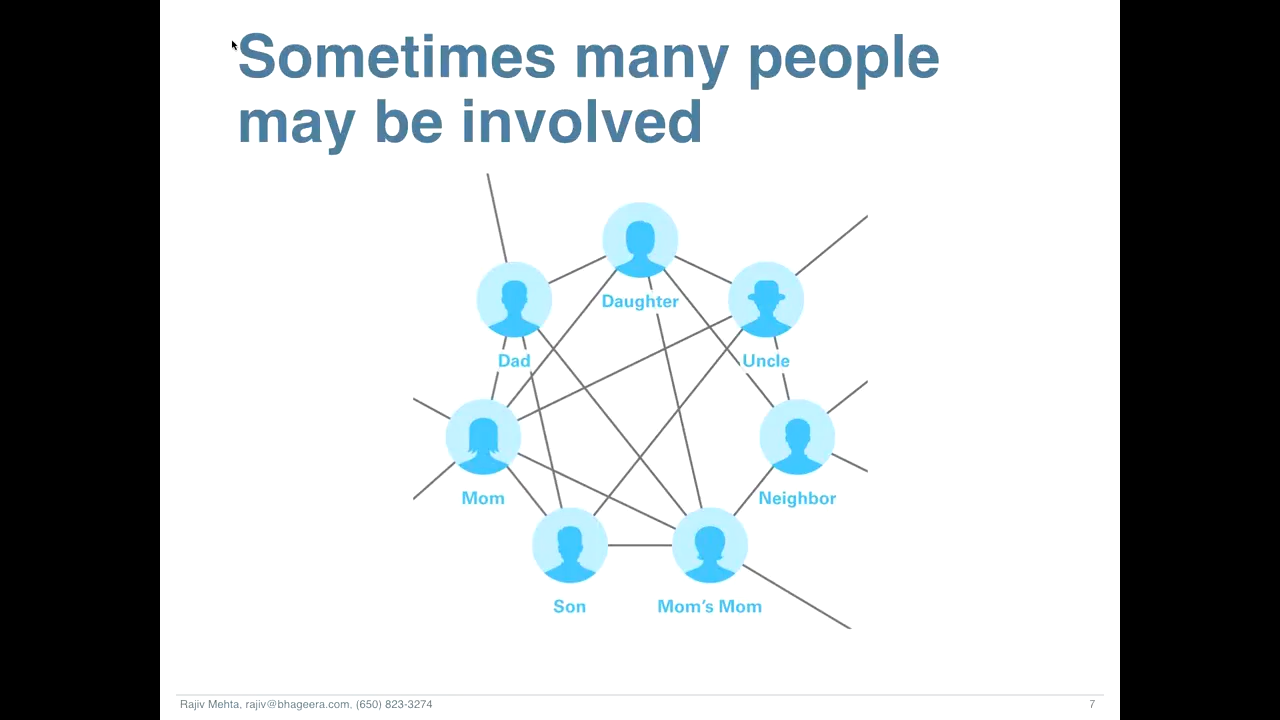 Sometimes many people
may be involved
Daughter
Dad
Uncle
Mom
Neighbor
Son
Mom's Mom
Rajiv Mehta, rajiv@bhageera.com, (650) 823-3274
7